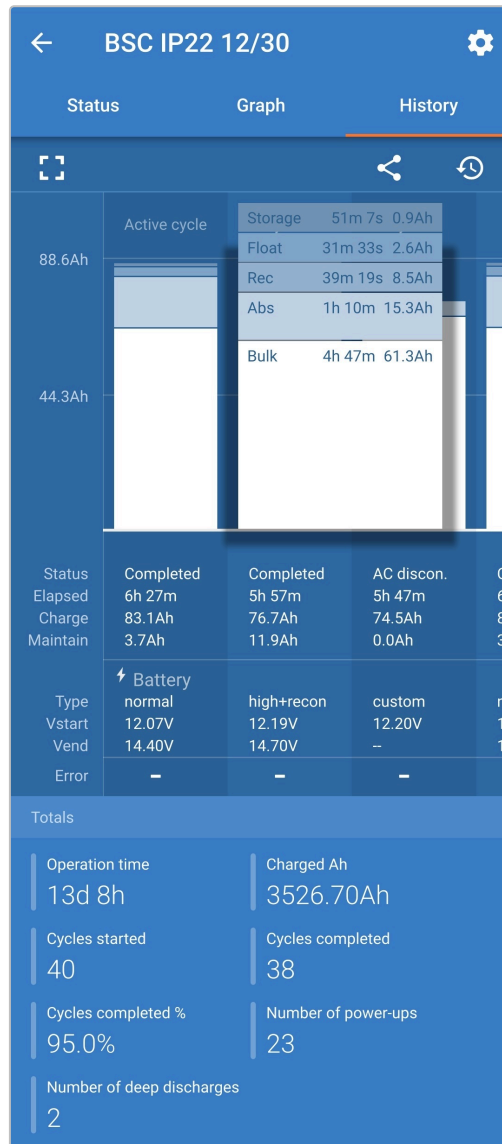 BSC IP22 12/30
Status Graph History
Active cycle
88.6Ah
44.3Ah
Storage 51m 7s 0.9Ah
Float 31m 33s 2.6Ah
Rec 39m 19s 8.5Ah
Abs 1h 10m 15.3Ah
Bulk 4h 47m 61.3Ah
Status Completed Completed AC discon.
Elapsed 6h 27m 5h 57m 5h 47m
Charge 83.1Ah 76.7Ah 74.5Ah
Maintain 3.7Ah 11.9Ah 0.0Ah
Battery
Type normal high+recon custom
Vstart 12.07V 12.19V 12.20V
Vend 14.40V 14.70V --
Error – – –
Totals
Operation time Charged Ah
13d 8h 3526.70Ah
Cycles started Cycles completed
40 38
Cycles completed % Number of power-ups
95.0% 23
Number of deep discharges
2